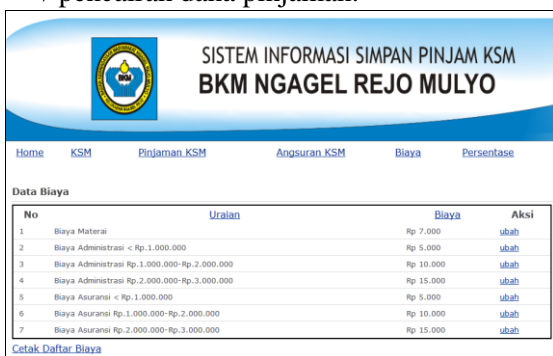 pencairan dana pinjaman.
SISTEM INFORMASI SIMPAN PINJAM KSM
BKM NGAGEL REJO MULYO
BKM
Home KSM Pinjaman KSM Angsuran KSM Biaya Persentase
Data Biaya
No Uraian Biaya Aksi
1 Biaya Materai Rp 7.000 ubah
2 Biaya Administrasi < Rp.1.000.000 Rp 5.000 ubah
3 Biaya Administrasi Rp.1.000.000-Rp.2.000.000 Rp 10.000 ubah
4 Biaya Administrasi Rp.2.000.000-Rp.3.000.000 Rp 15.000 ubah
5 Biaya Asuransi < Rp.1.000.000 Rp 5.000 ubah
6 Biaya Asuransi Rp.1.000.000-Rp.2.000.000 Rp 10.000 ubah
7 Biaya Asuransi Rp.2.000.000-Rp.3.000.000 Rp 15.000 ubah
Cetak Daftar Biaya